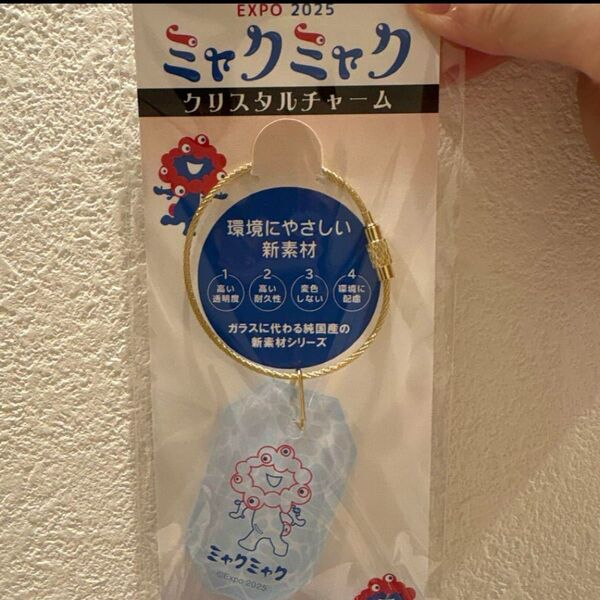 EXPO 2025
ミャクミャク
クリスタルチャーム
環境にやさしい
新素材
1
高い
透明度
2
高い
耐久性
3
変色
しない
4
環境に
配慮
ガラスに代わる純国産の
新素材シリーズ
ミャクミャク
©Expo 2025